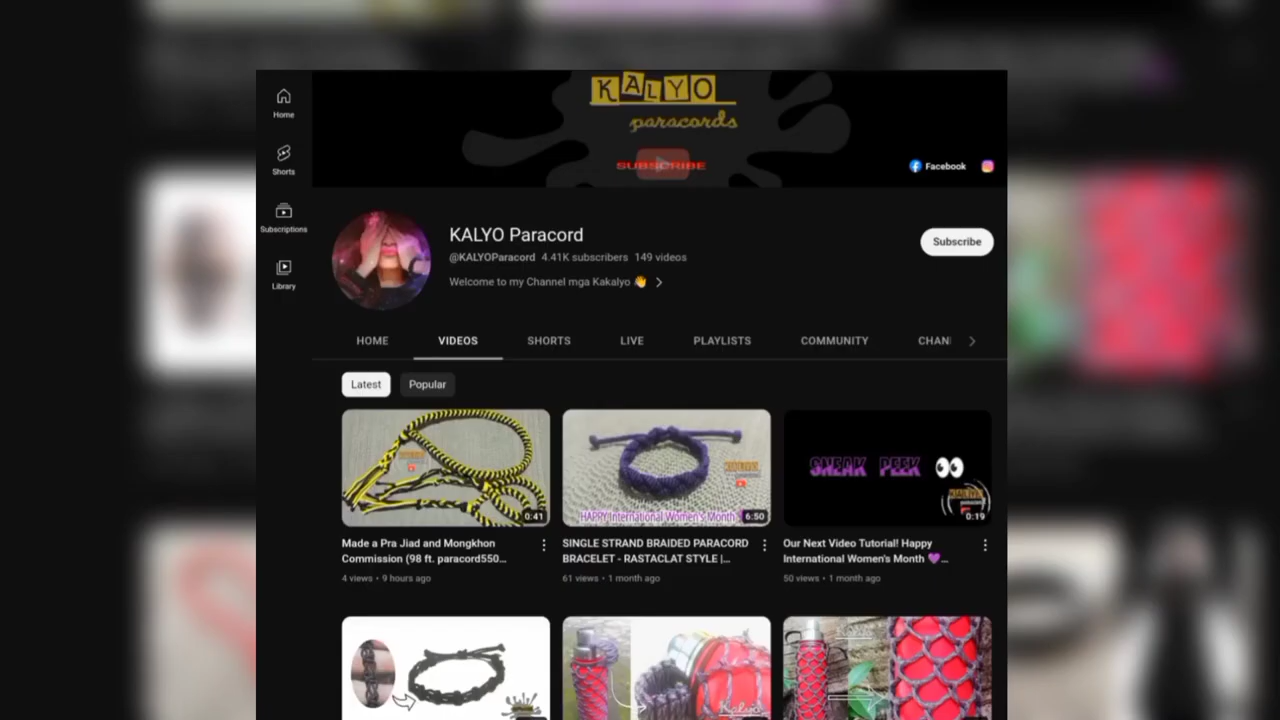 KALYO
paracords
SUBSCRIBE
Facebook
Home
Shorts
Subscriptions
Library
KALYO Paracord
@KALYOParacord 4.41K subscribers 149 videos
Welcome to my Channel mga Kakalyo 👋
Subscribe
HOME VIDEOS SHORTS LIVE PLAYLISTS COMMUNITY CHAN
Latest Popular
0:41
HAPPY International Women's Month
6:50
SNEAK PEEK 👀
0:19
Made a Pra Jiad and Mongkhon
Commission (98 ft. paracord550...
4 views • 9 hours ago
SINGLE STRAND BRAIDED PARACORD
BRACELET - RASTACLAT STYLE |...
61 views • 1 month ago
Our Next Video Tutorial! Happy
International Women's Month 💜...
50 views • 1 month ago
Kalyo